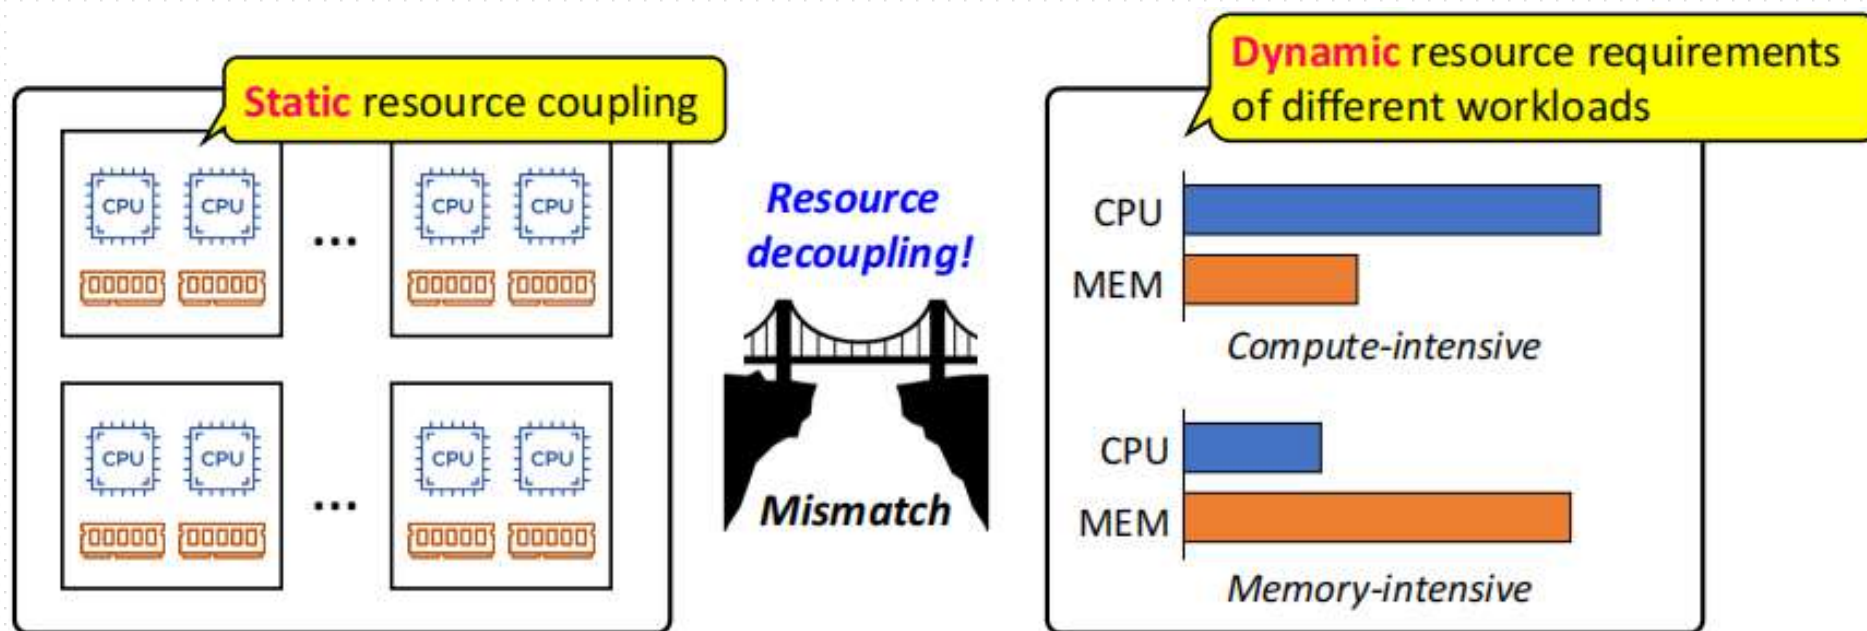 Static resource coupling
CPU CPU
...
CPU CPU
CPU CPU
...
CPU CPU
Resource
decoupling!
Mismatch
Dynamic resource requirements
of different workloads
CPU
MEM
Compute-intensive
CPU
MEM
Memory-intensive